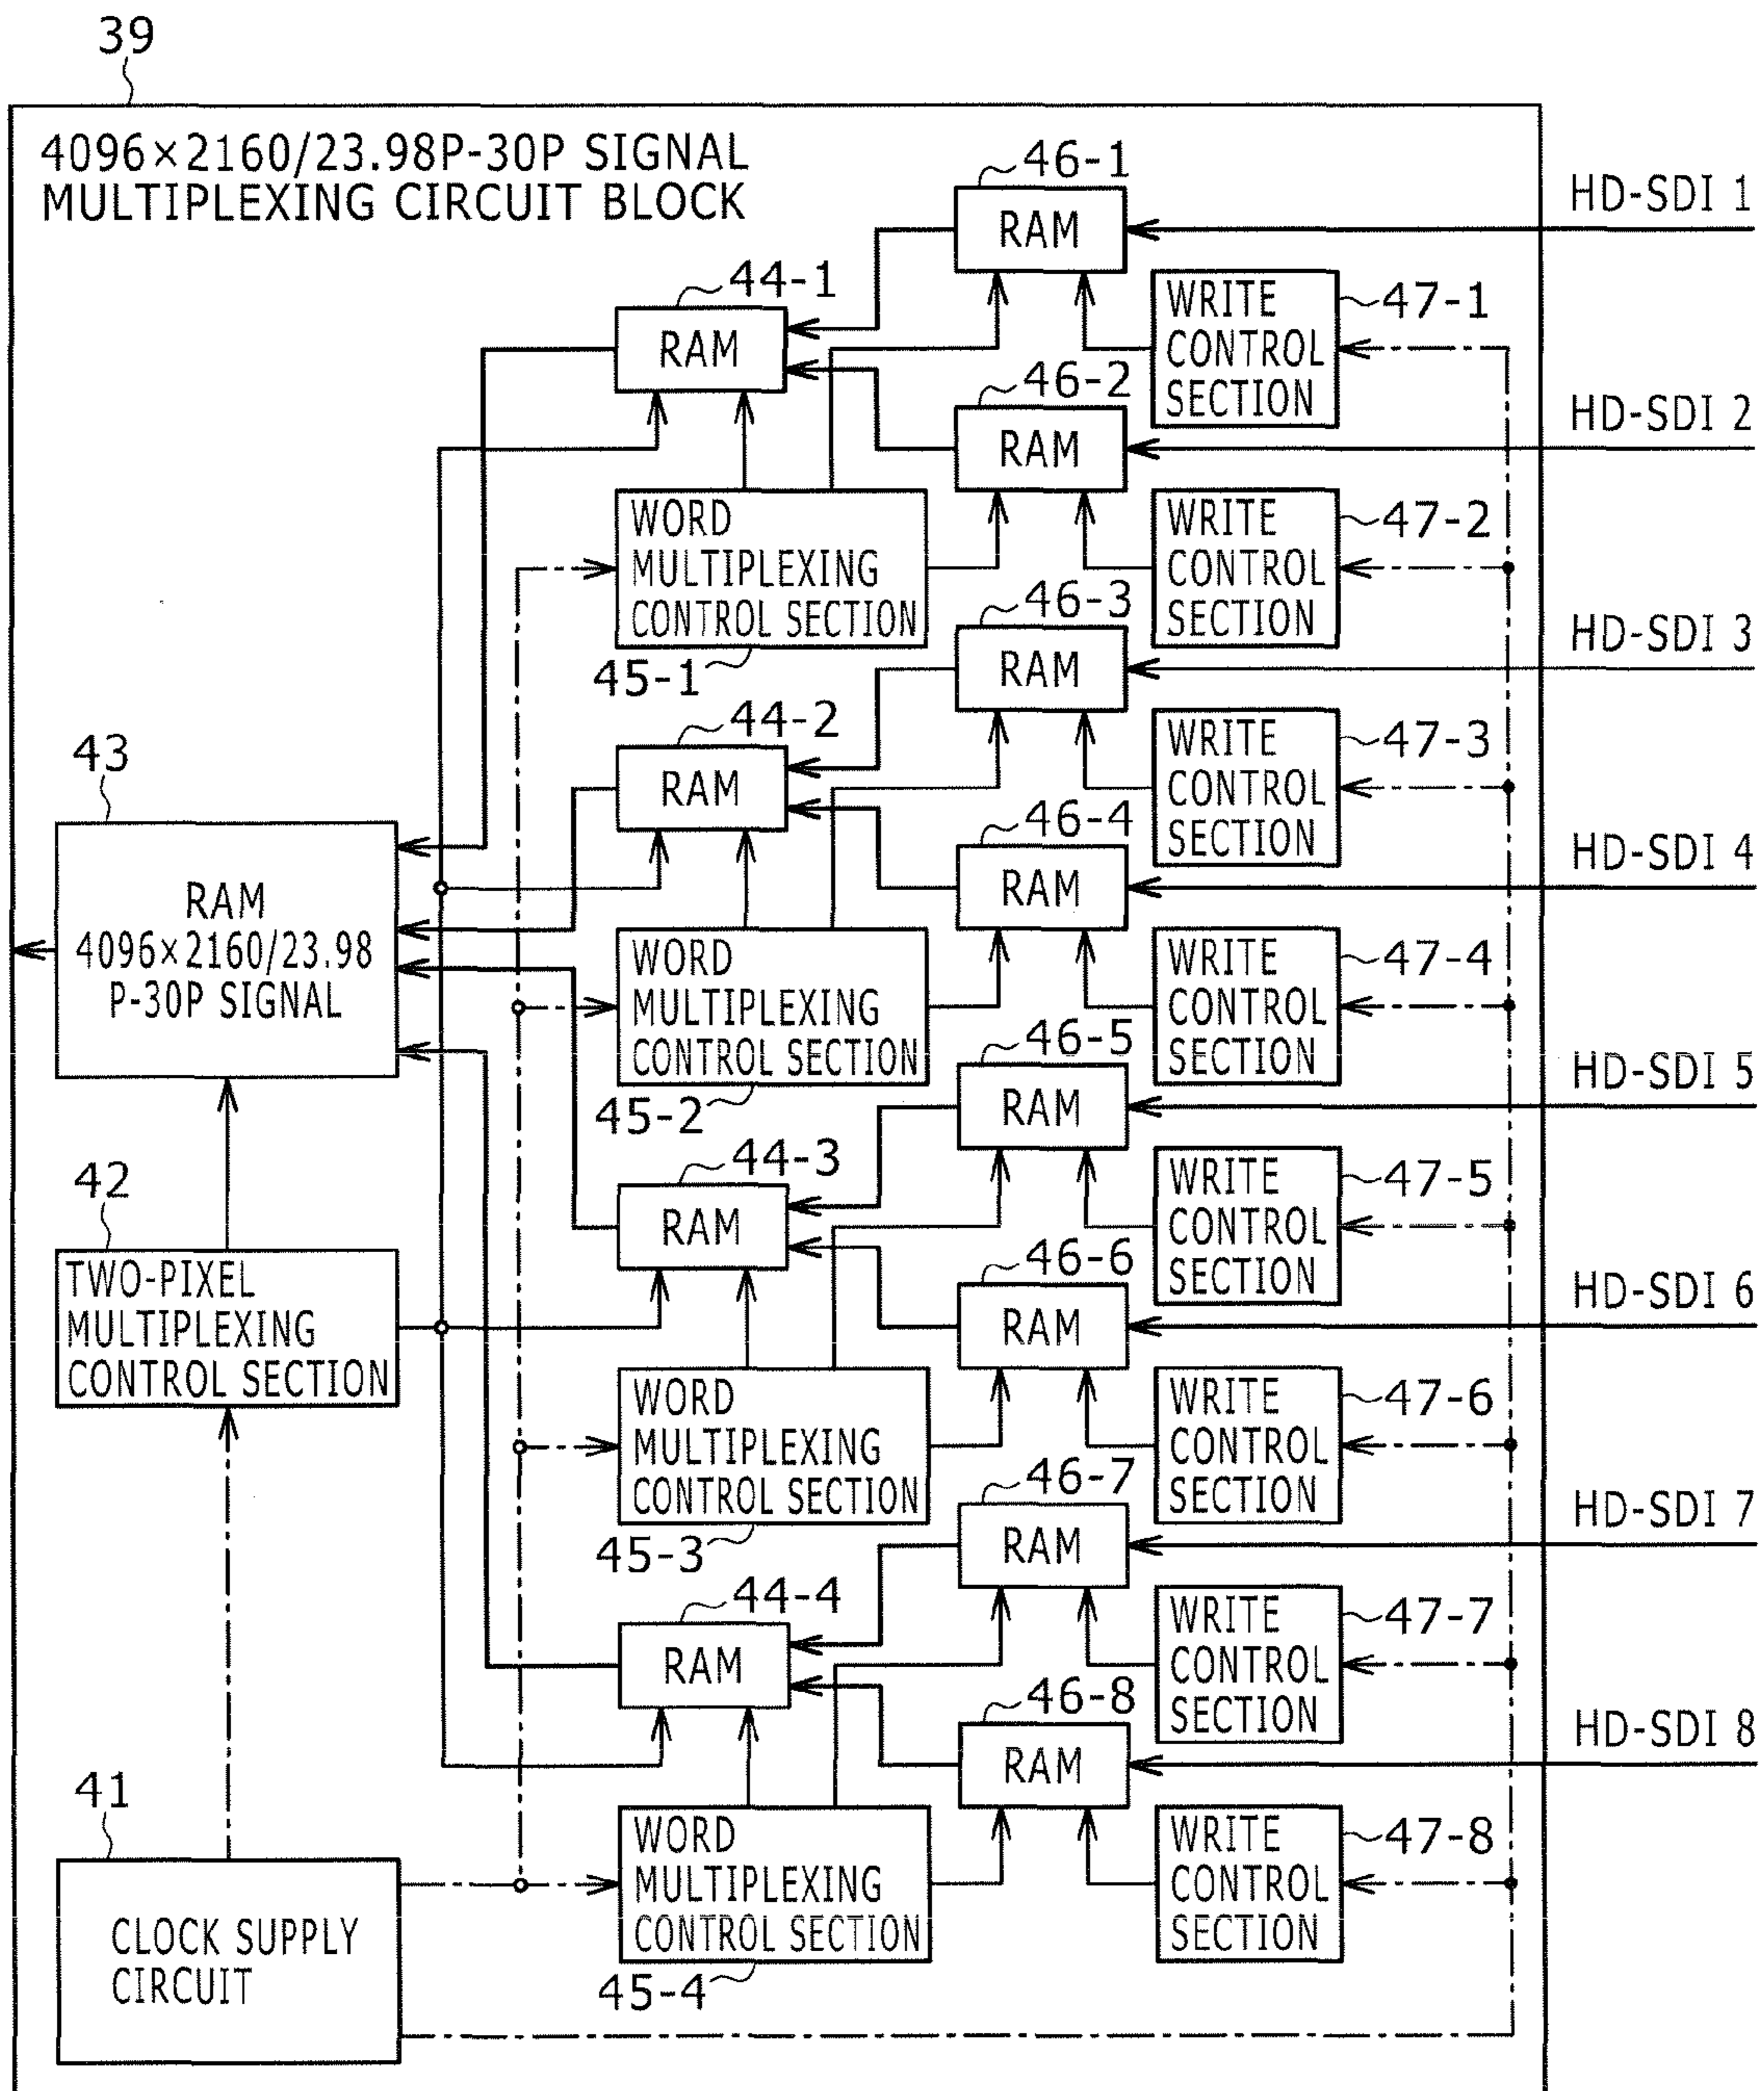 39
4096×2160/23.98P-30P SIGNAL
MULTIPLEXING CIRCUIT BLOCK
46-1
RAM
HD-SDI 1
44-1
RAM
WRITE
CONTROL
SECTION
47-1
46-2
RAM
HD-SDI 2
WORD
MULTIPLEXING
CONTROL SECTION
45-1
WRITE
CONTROL
SECTION
47-2
46-3
RAM
HD-SDI 3
44-2
RAM
WRITE
CONTROL
SECTION
47-3
43
RAM
4096×2160/23.98
P-30P SIGNAL
46-4
RAM
HD-SDI 4
WORD
MULTIPLEXING
CONTROL SECTION
45-2
WRITE
CONTROL
SECTION
47-4
46-5
RAM
HD-SDI 5
44-3
RAM
WRITE
CONTROL
SECTION
47-5
42
TWO-PIXEL
MULTIPLEXING
CONTROL SECTION
46-6
RAM
HD-SDI 6
WORD
MULTIPLEXING
CONTROL SECTION
45-3
WRITE
CONTROL
SECTION
47-6
46-7
RAM
HD-SDI 7
44-4
RAM
WRITE
CONTROL
SECTION
47-7
46-8
RAM
HD-SDI 8
41
CLOCK SUPPLY
CIRCUIT
WORD
MULTIPLEXING
CONTROL SECTION
45-4
WRITE
CONTROL
SECTION
47-8